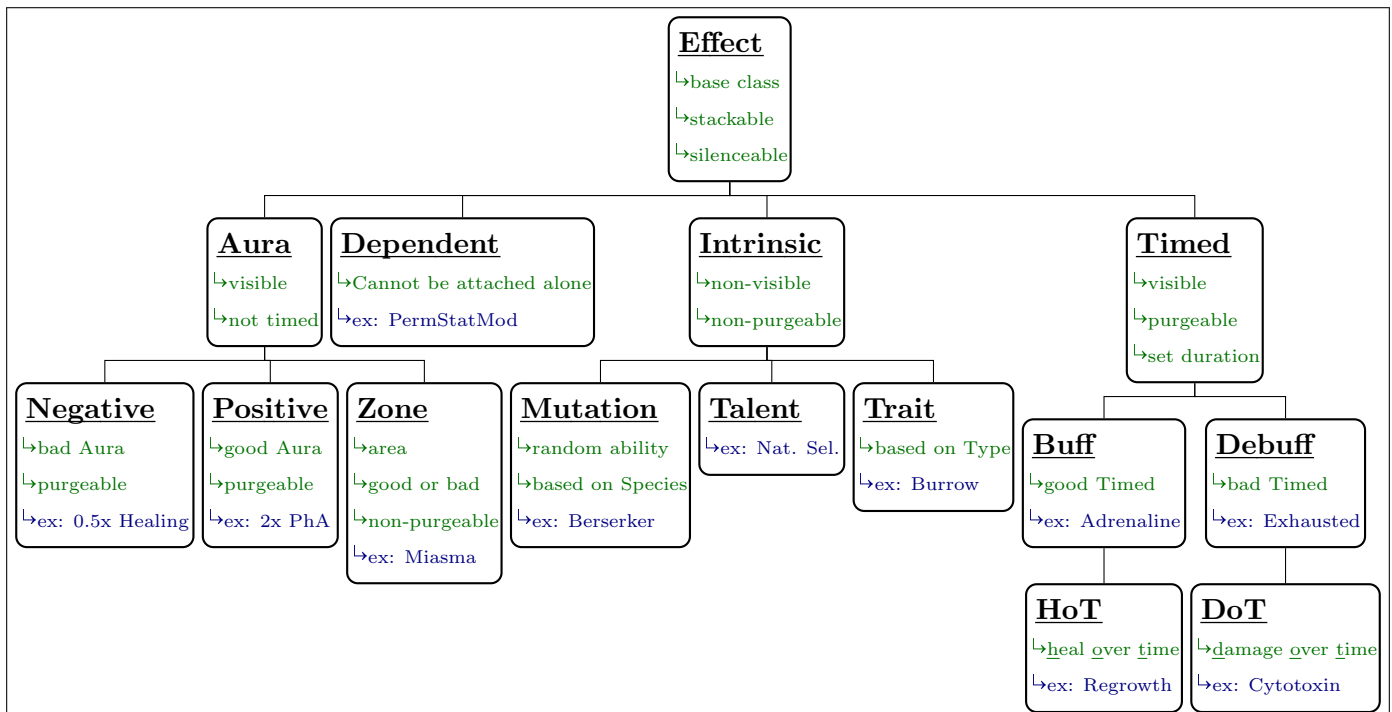 Effect
↳base class
↳stackable
↳silenceable
Aura
↳visible
↳not timed
Dependent
↳Cannot be attached alone
↳ex: PermStatMod
Intrinsic
↳non-visible
↳non-purgeable
Timed
↳visible
↳purgeable
↳set duration
Negative
↳bad Aura
↳purgeable
↳ex: 0.5x Healing
Positive
↳good Aura
↳purgeable
↳ex: 2x PhA
Zone
↳area
↳good or bad
↳non-purgeable
↳ex: Miasma
Mutation
↳random ability
↳based on Species
↳ex: Berserker
Talent
↳ex: Nat. Sel.
Trait
↳based on Type
↳ex: Burrow
Buff
↳good Timed
↳ex: Adrenaline
Debuff
↳bad Timed
↳ex: Exhausted
HoT
↳heal over time
↳ex: Regrowth
DoT
↳damage over time
↳ex: Cytotoxin